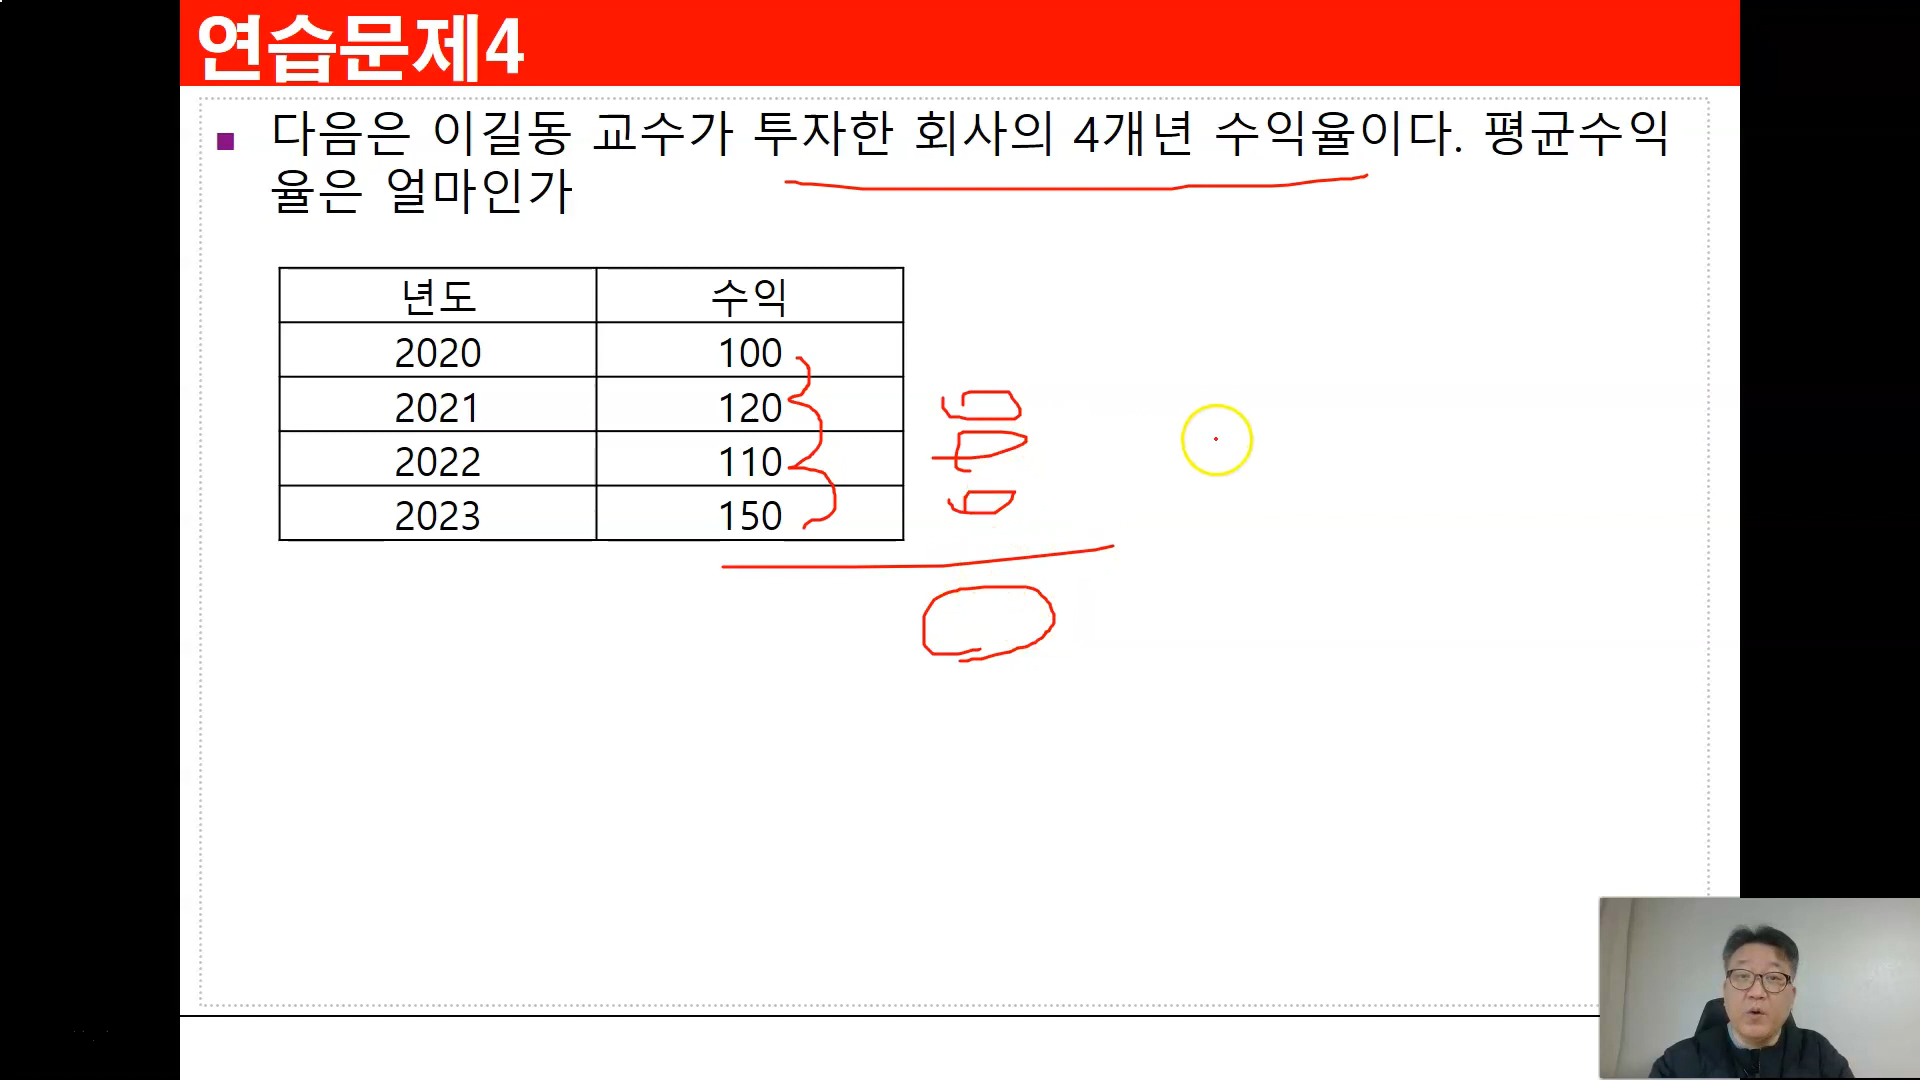 연습문제4
■ 다음은 이길동 교수가 투자한 회사의 4개년 수익율이다. 평균수익
율은 얼마인가
년도 수익
2020 100
2021 120
2022 110
2023 150